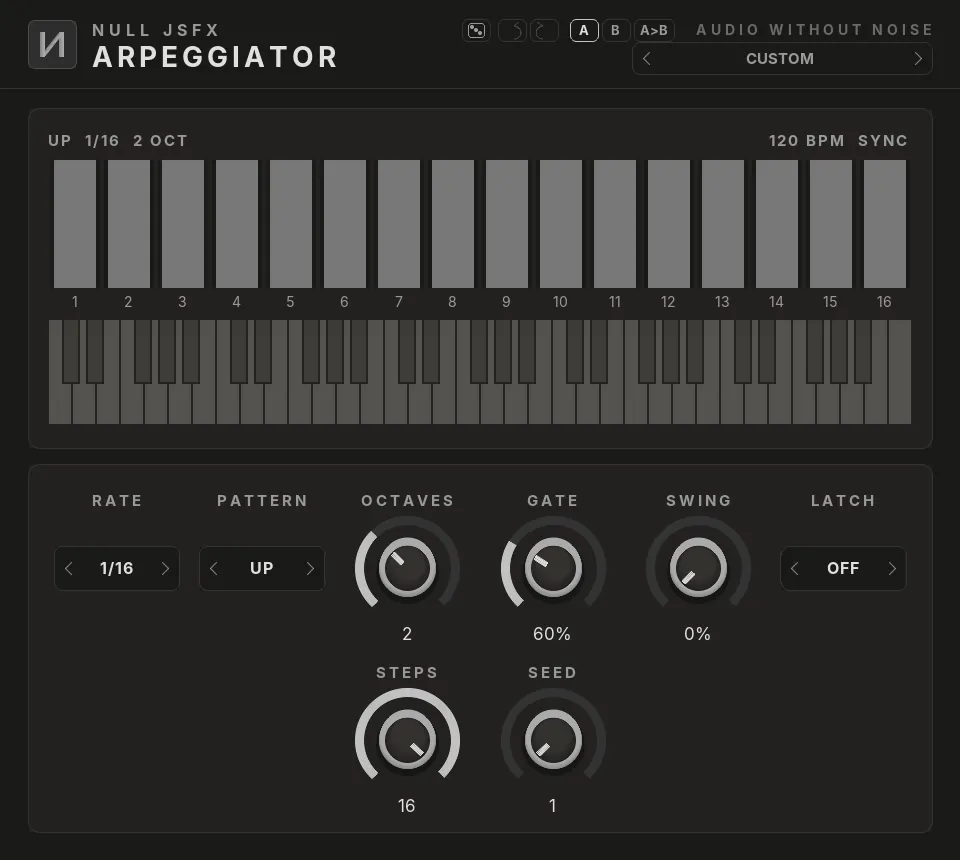 NULL JSFX
ARPEGGIATOR
A B A>B AUDIO WITHOUT NOISE
CUSTOM
UP 1/16 2 OCT 120 BPM SYNC
1 2 3 4 5 6 7 8 9 10 11 12 13 14 15 16
RATE PATTERN OCTAVES GATE SWING LATCH
1/16 UP OFF
2 60% 0%
STEPS SEED
16 1